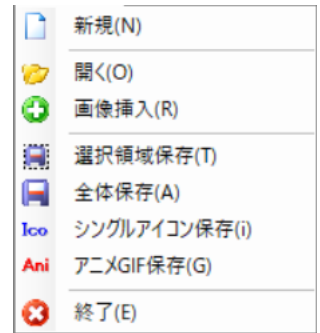 新規(N)
開く(O)
画像挿入(R)
選択領域保存(T)
全体保存(A)
Ico シングルアイコン保存(i)
Ani アニメGIF保存(G)
終了(E)